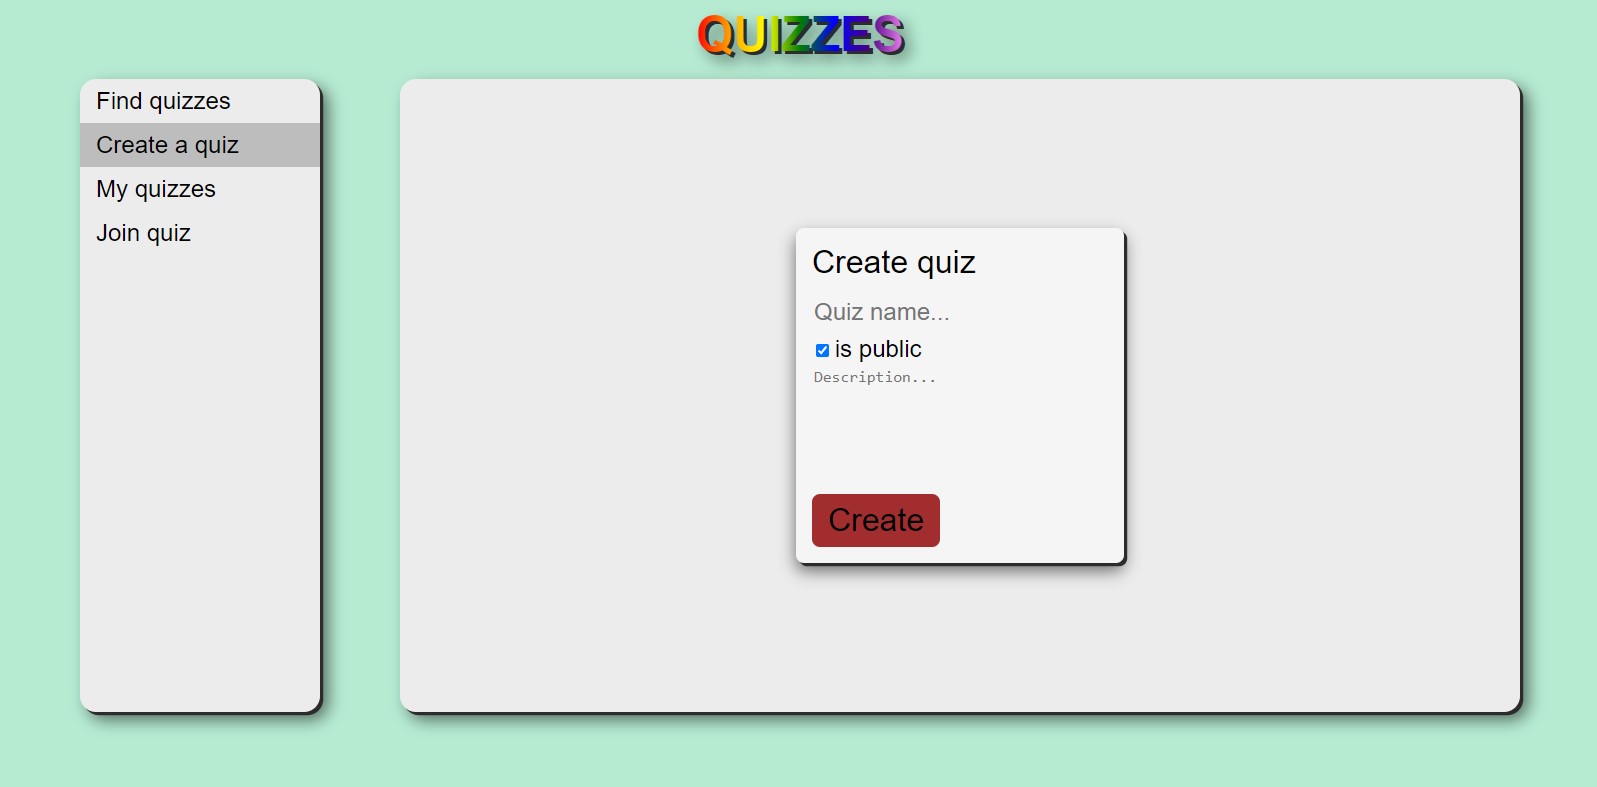 QUIZZES
Find quizzes
Create a quiz
My quizzes
Join quiz
Create quiz
Quiz name...
is public
Description...
Create